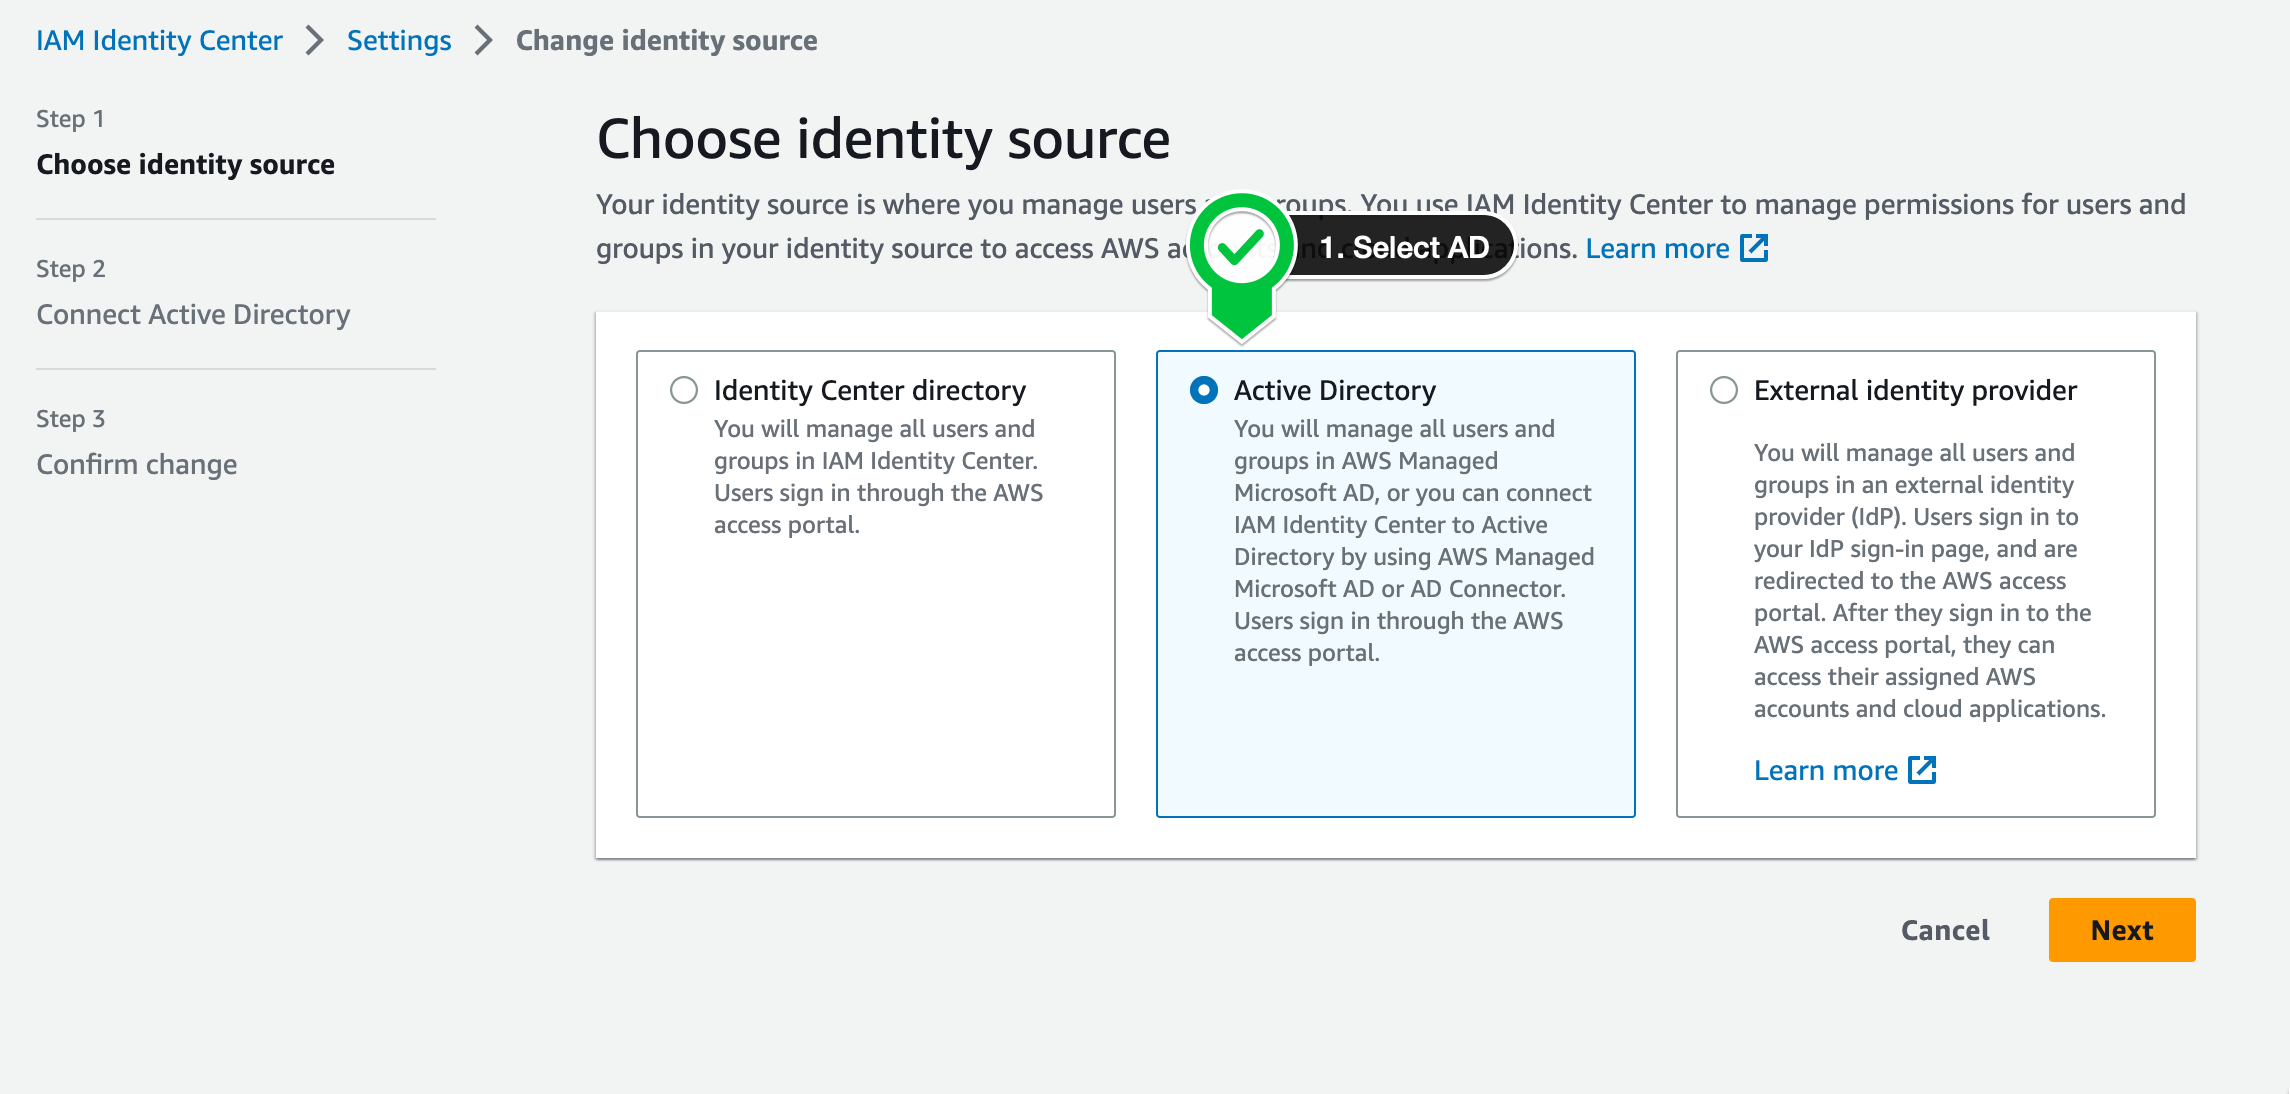 IAM Identity Center > Settings > Change identity source
Step 1
Choose identity source
Step 2
Connect Active Directory
Step 3
Confirm change
Choose identity source
Your identity source is where you manage users groups. You use IAM Identity Center to manage permissions for users and
groups in your identity source to access AWS Learn more
1. Select AD
Identity Center directory
You will manage all users and
groups in IAM Identity Center.
Users sign in through the AWS
access portal.
Active Directory
You will manage all users and
groups in AWS Managed
Microsoft AD, or you can connect
IAM Identity Center to Active
Directory by using AWS Managed
Microsoft AD or AD Connector.
Users sign in through the AWS
access portal.
External identity provider
You will manage all users and
groups in an external identity
provider (IdP). Users sign in to
your IdP sign-in page, and are
redirected to the AWS access
portal. After they sign in to the
AWS access portal, they can
access their assigned AWS
accounts and cloud applications.
Learn more
Cancel
Next